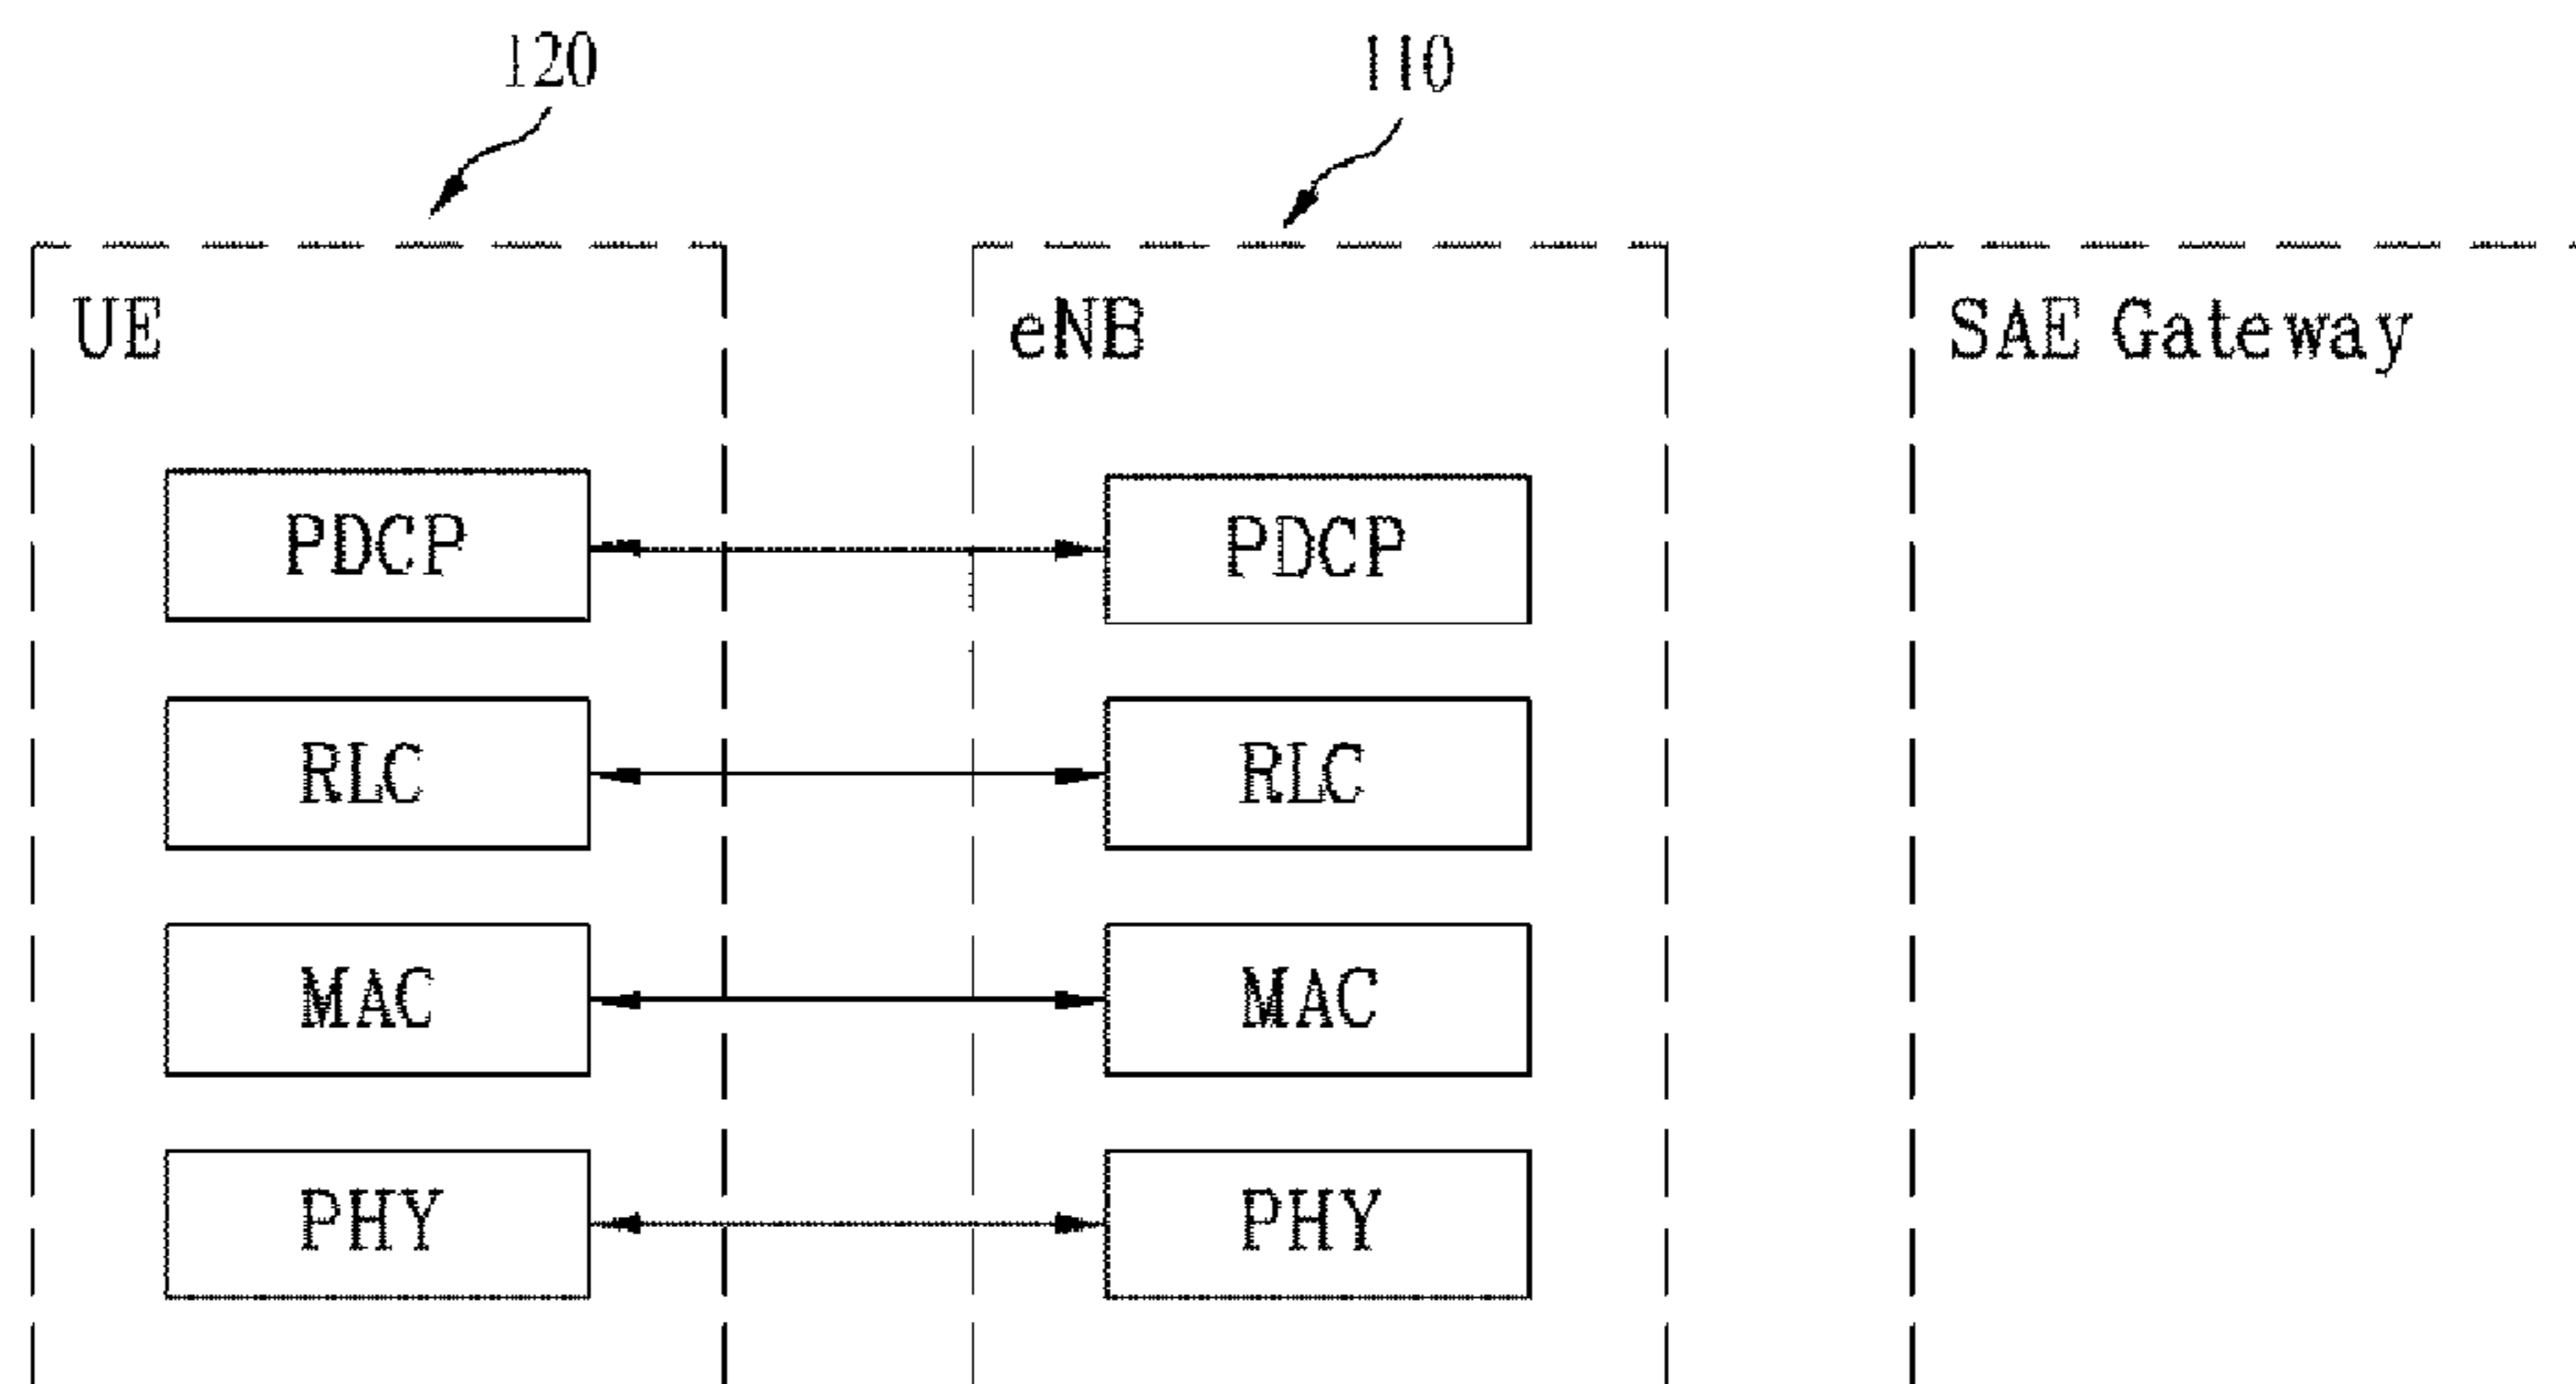 120 110
UE eNB SAE Gateway
PDCP PDCP
RLC RLC
MAC MAC
PHY PHY